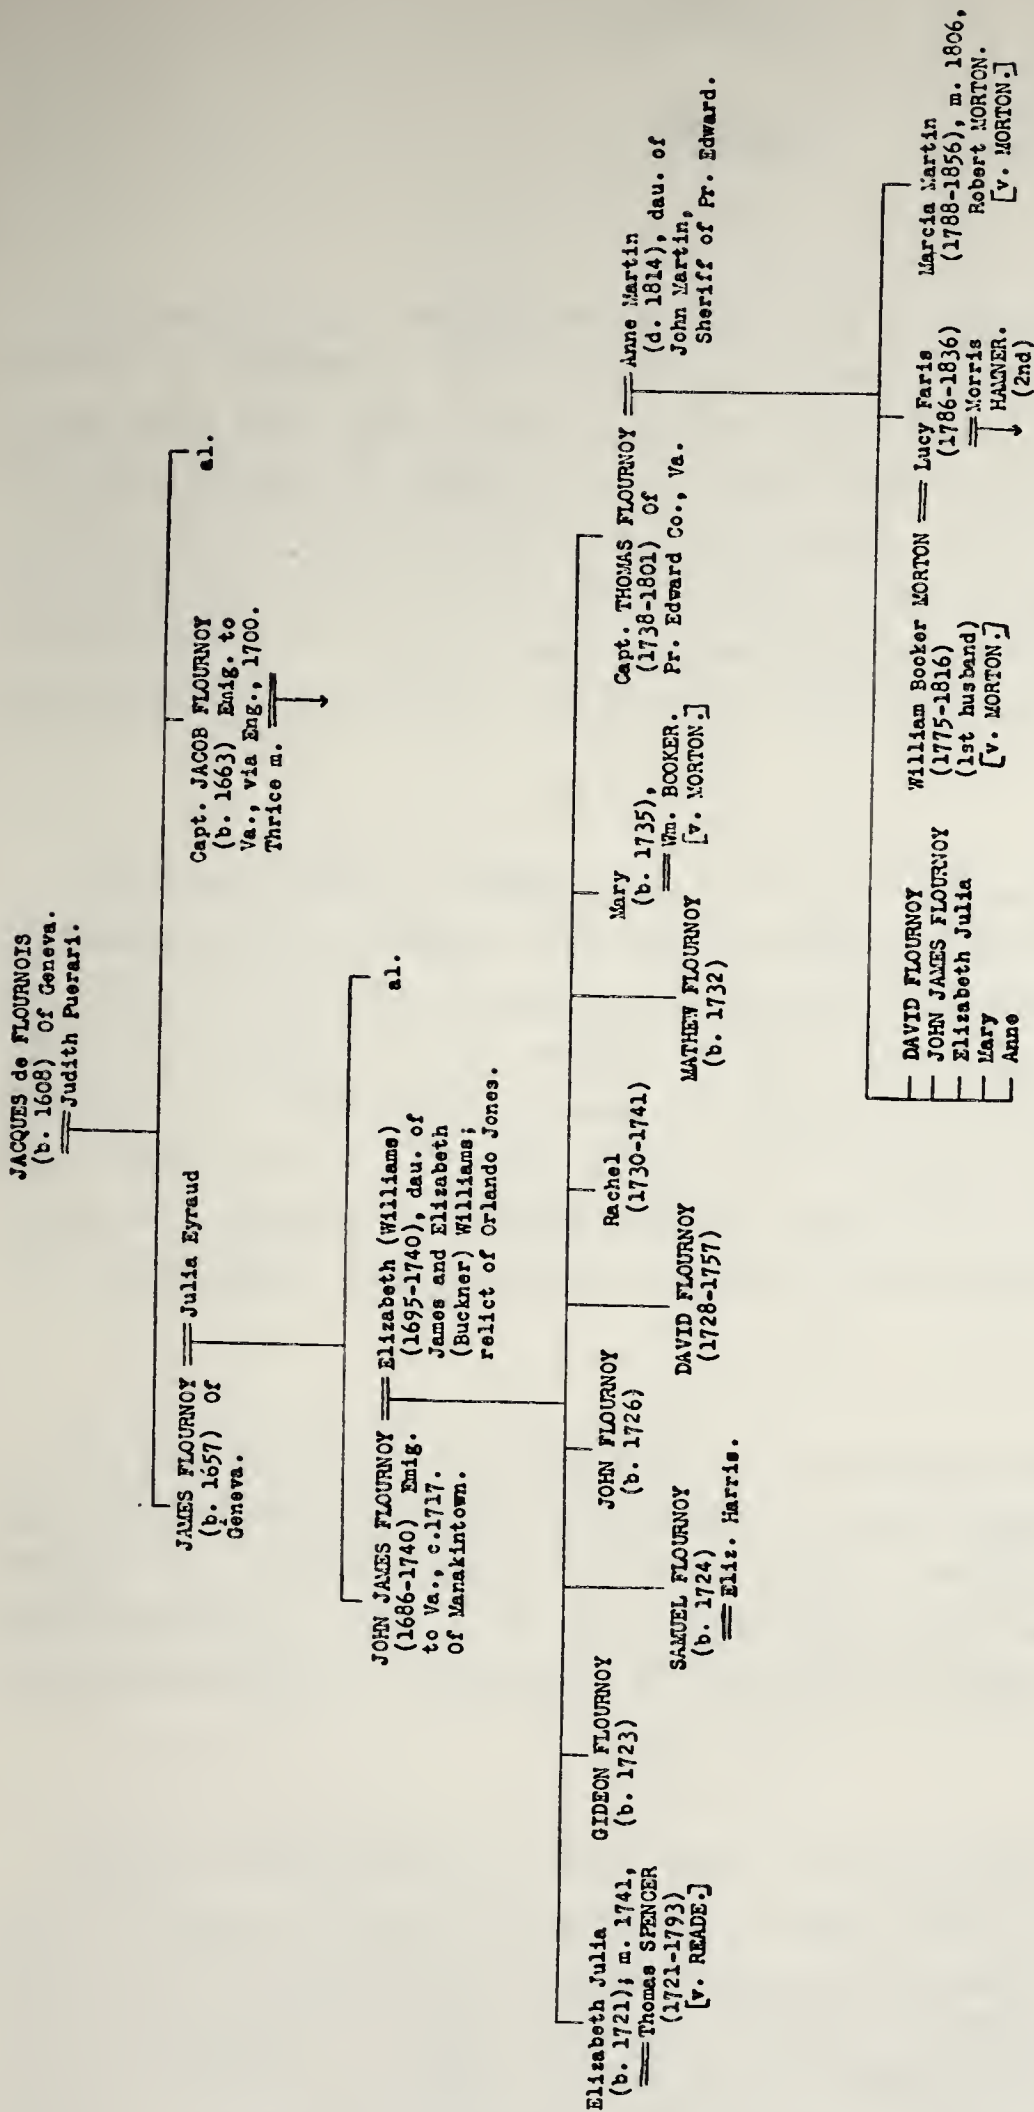 JACQUES de FLOURNOIS
(b. 1608) of Geneva.
Judith Puerari.
JAMES FLOURNOY
(b. 1657) of
Geneva.
Julia Eyraud
Capt. JACOB FLOURNOY
(b. 1663) Emig. to
Va., via Eng., 1700.
Thrice m.
al.
JOHN JAMES FLOURNOY
(1686-1740) Emig.
to Va., c.1717.
Of Manakintown.
Elizabeth (Williams)
(1695-1740), dau. of
James and Elizabeth
(Buckner) Williams;
relict of Orlando Jones.
al.
Elizabeth Julia
(b. 1721); m. 1741,
Thomas SPENCER
(1721-1793)
[v. READE.]
GIDEON FLOURNOY
(b. 1723)
SAMUEL FLOURNOY
(b. 1724)
Eliz. Harris.
JOHN FLOURNOY
(b. 1726)
DAVID FLOURNOY
(1728-1757)
Rachel
(1730-1741)
MATHEW FLOURNOY
(b. 1732)
Mary
(b. 1735),
Wm. BOOKER.
[v. MORTON.]
Capt. THOMAS FLOURNOY
(1738-1801) of
Pr. Edward Co., Va.
Anne Martin
(d. 1814), dau. of
John Martin,
Sheriff of Pr. Edward.
DAVID FLOURNOY
JOHN JAMES FLOURNOY
Elizabeth Julia
Mary
Anne
William Booker MORTON
(1775-1816)
(1st husband)
[v. MORTON.]
Lucy Faris
(1786-1836)
Morris
HAMNER.
(2nd)
Marcia Martin
(1788-1856), m. 1806,
Robert MORTON.
[v. MORTON.]